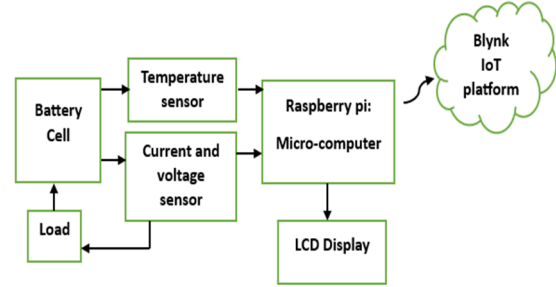 Blynk
IoT
platform
Temperature
sensor
Battery
Cell
Raspberry pi:
Micro-computer
Current and
voltage
sensor
Load
LCD Display